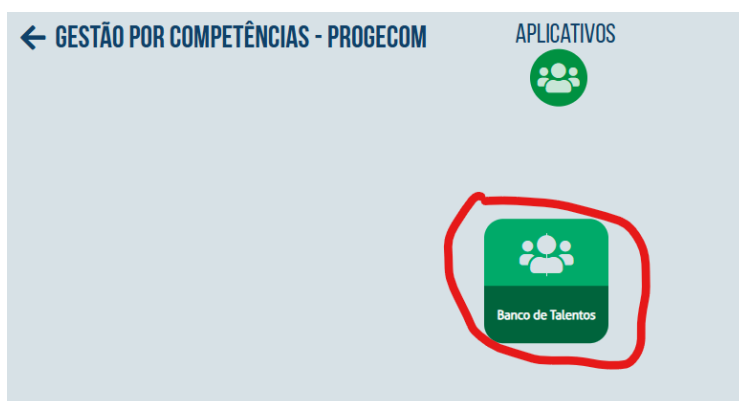 GESTÃO POR COMPETÊNCIAS - PROGECOM
APLICATIVOS
Banco de Talentos